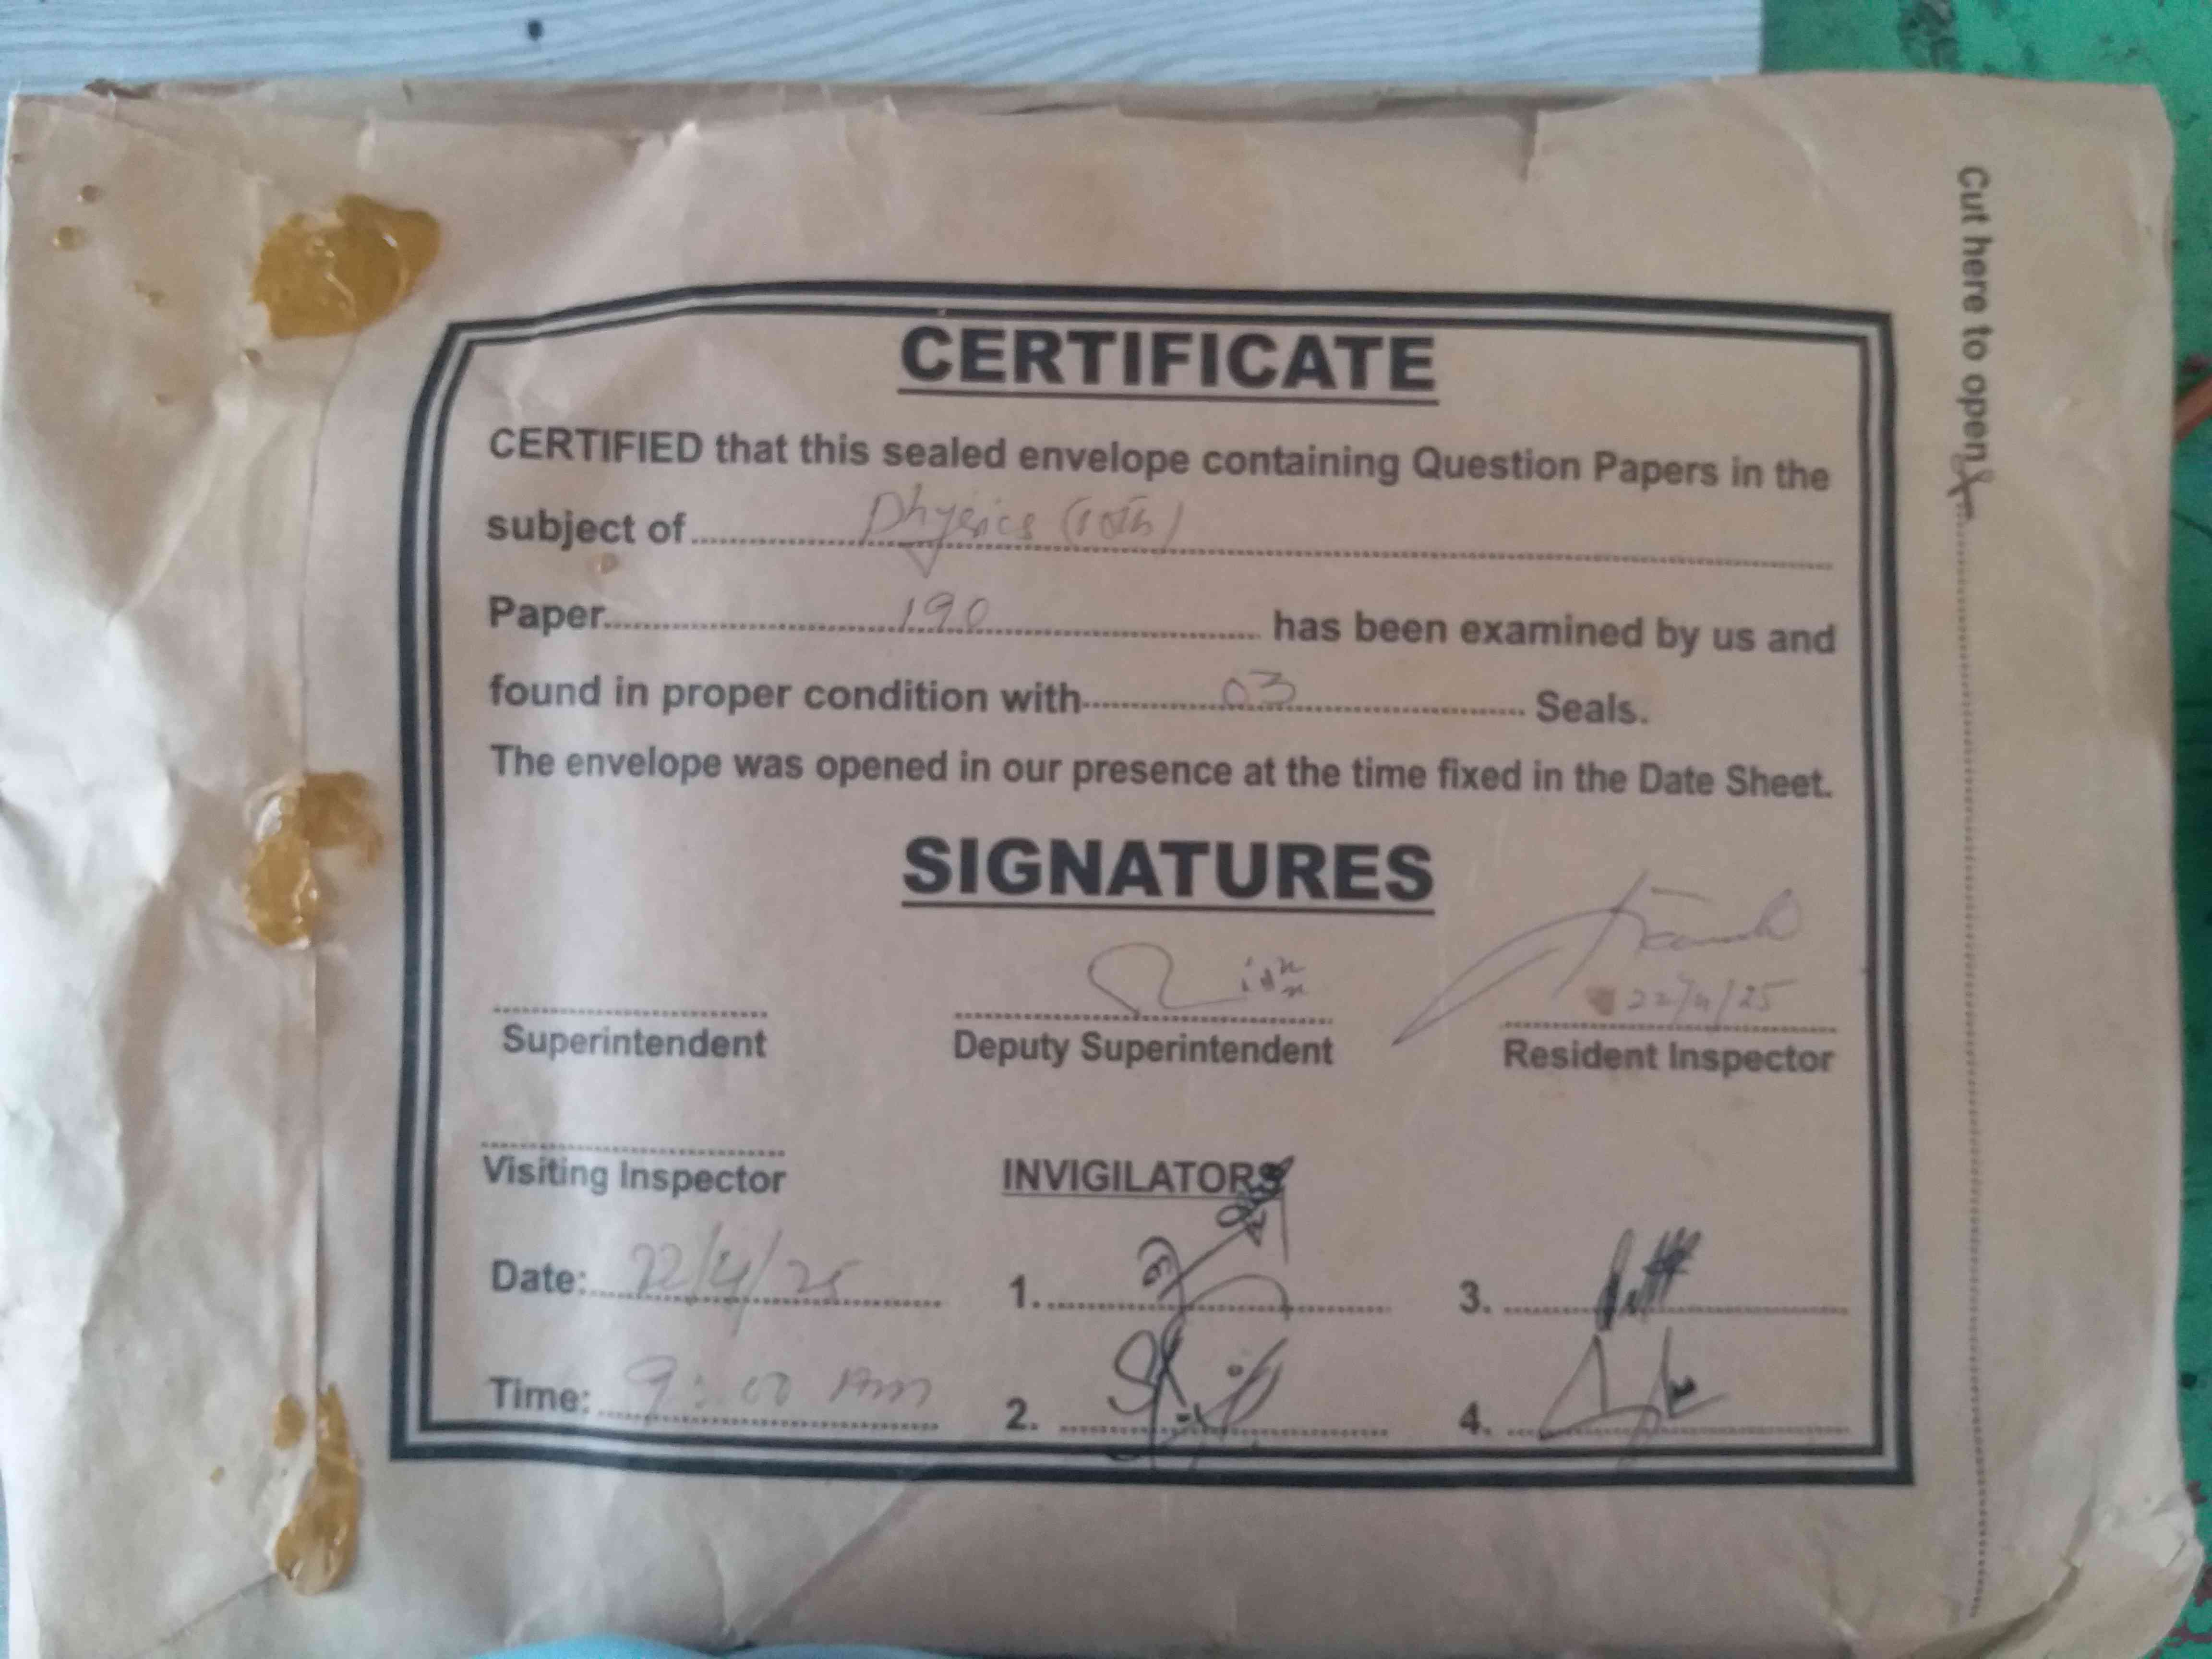 CERTIFICATE
CERTIFIED that this sealed envelope containing Question Papers in the
subject of Physics (10th)
Paper 190 has been examined by us and
found in proper condition with 03 Seals.
The envelope was opened in our presence at the time fixed in the Date Sheet.
SIGNATURES
22/4/25
Superintendent Deputy Superintendent Resident Inspector
Visiting Inspector INVIGILATORS
Date: 22/4/25 1. 3.
Time: 9:00 Am 2. 4.
Cut here to open